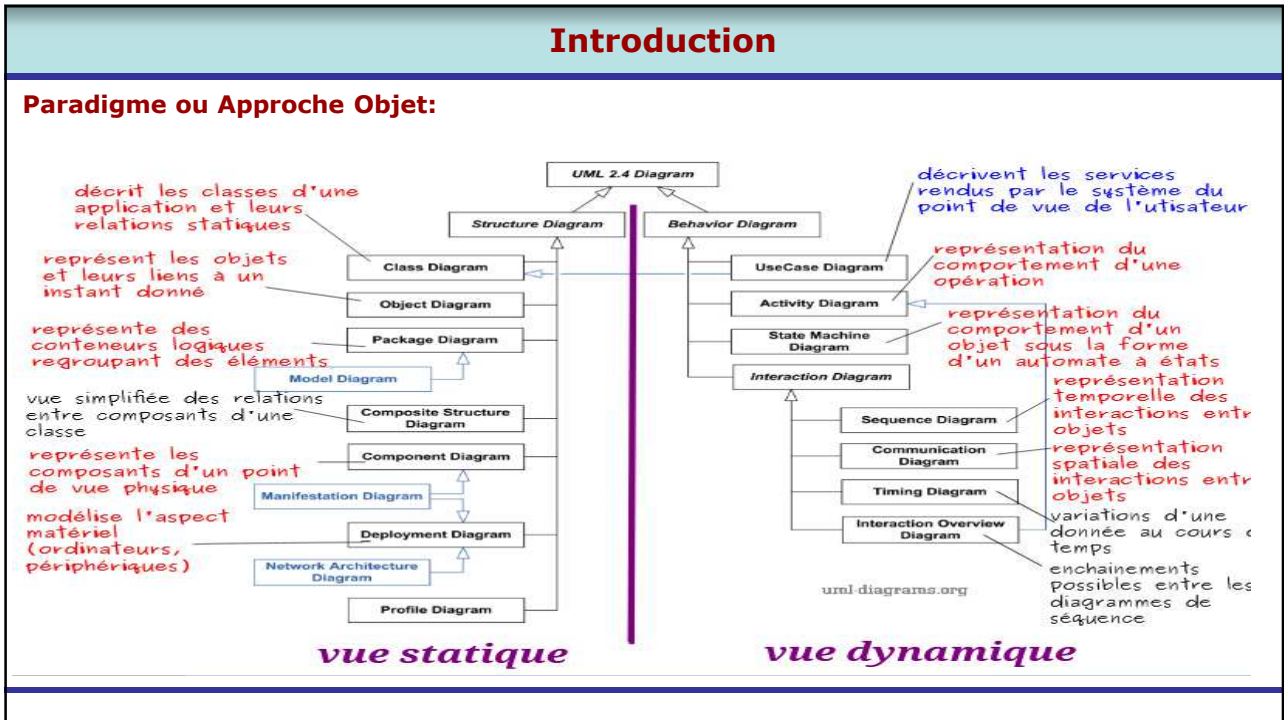 Introduction
Paradigme ou Approche Objet:
UML 2.4 Diagram
Structure Diagram
Behavior Diagram
décrit les classes d'une
application et leurs
relations statiques
Class Diagram
représent les objets
et leurs liens à un
instant donné
Object Diagram
représente des
conteneurs logiques
regroupant des éléments
Package Diagram
Model Diagram
vue simplifiée des relations
entre composants d'une
classe
Composite Structure
Diagram
représente les
composants d'un point
de vue physique
Component Diagram
Manifestation Diagram
modélise l'aspect
matériel
(ordinateurs,
périphériques)
Deployment Diagram
Network Architecture
Diagram
Profile Diagram
vue statique
décrivent les services
rendus par le système du
point de vue de l'utisateur
UseCase Diagram
représentation du
comportement d'une
opération
Activity Diagram
représentation du
comportement d'un
objet sous la forme
d'un automate à états
State Machine
Diagram
Interaction Diagram
représentation
temporelle des
interactions entr
objets
Sequence Diagram
représentation
spatiale des
interactions entr
objets
Communication
Diagram
Timing Diagram
variations d'une
donnée au cours
temps
Interaction Overview
Diagram
enchainements
possibles entre les
diagrammes de
séquence
uml-diagrams.org
vue dynamique